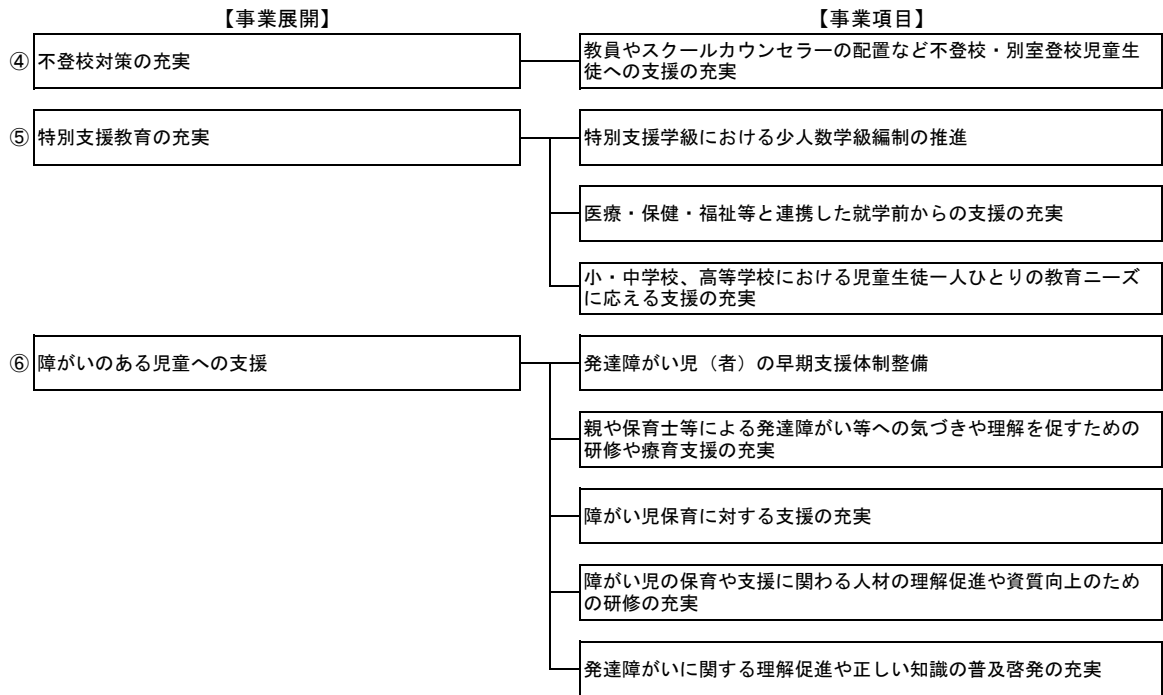 【事業展開】
【事業項目】
④ 不登校対策の充実
教員やスクールカウンセラーの配置など不登校・別室登校児童生
徒への支援の充実
⑤ 特別支援教育の充実
特別支援学級における少人数学級編制の推進
医療・保健・福祉等と連携した就学前からの支援の充実
小・中学校、高等学校における児童生徒一人ひとりの教育ニーズ
に応える支援の充実
⑥ 障がいのある児童への支援
発達障がい児（者）の早期支援体制整備
親や保育士等による発達障がい等への気づきや理解を促すための
研修や療育支援の充実
障がい児保育に対する支援の充実
障がい児の保育や支援に関わる人材の理解促進や資質向上のため
の研修の充実
発達障がいに関する理解促進や正しい知識の普及啓発の充実